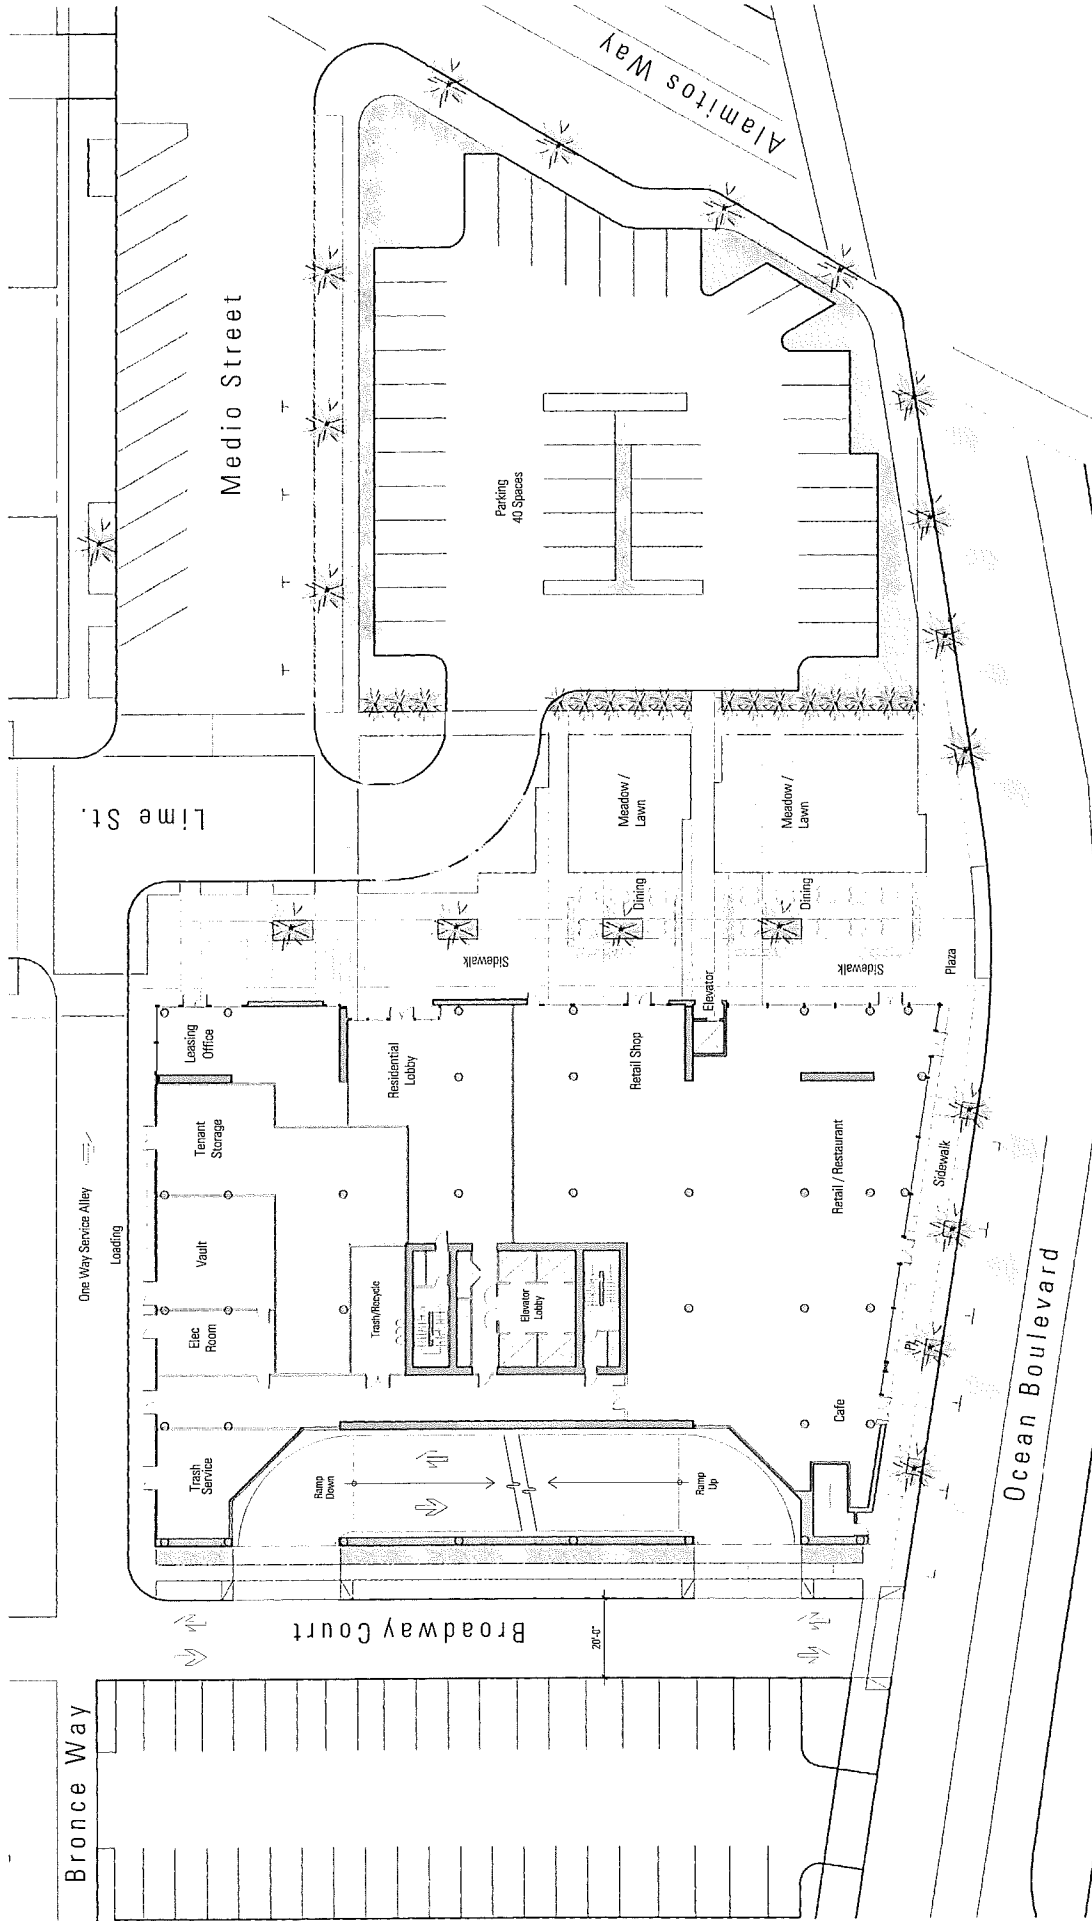 Bronce Way
Broadway Court
20'-0"
Ocean Boulevard
Alamitos Way
Medio Street
Lime St.
One Way Service Alley
Loading
Trash
Service
Elec
Room
Vault
Tenant
Storage
Leasing
Office
Ramp
Down
Ramp
Up
Trash/Recycle
Elevator
Lobby
Residential
Lobby
Retail Shop
Elevator
Cafe
Retail / Restaurant
Sidewalk
Sidewalk
Sidewalk
Plaza
Dining
Dining
Meadow /
Lawn
Meadow /
Lawn
Parking
40 Spaces